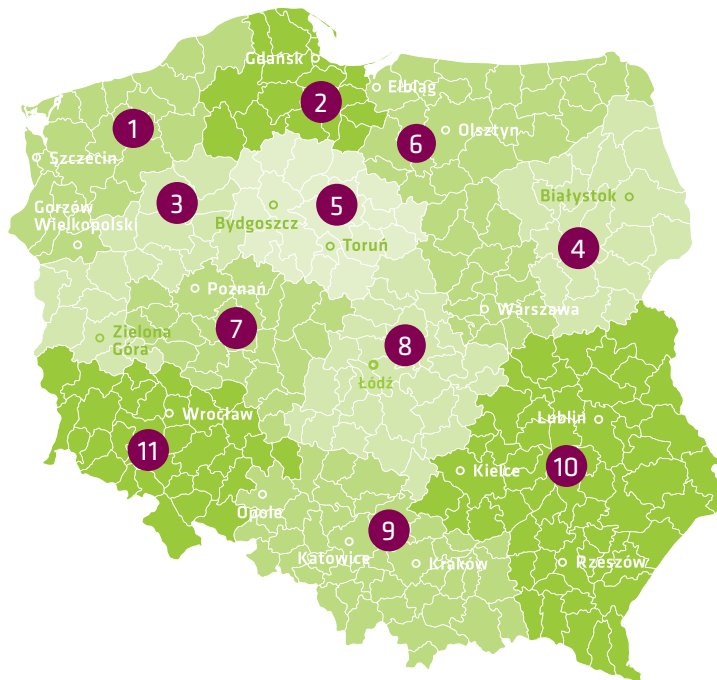 Gdańsk
Elbląg
2
1
6
Olsztyn
Szczecin
3
5
Białystok
Gorzów
Wielkopolski
Bydgoszcz
Toruń
4
Poznań
Warszawa
7
Zielona
Góra
8
Łódź
Wrocław
Lublin
11
Kielce
10
Opole
9
Katowice
Kraków
Rzeszów